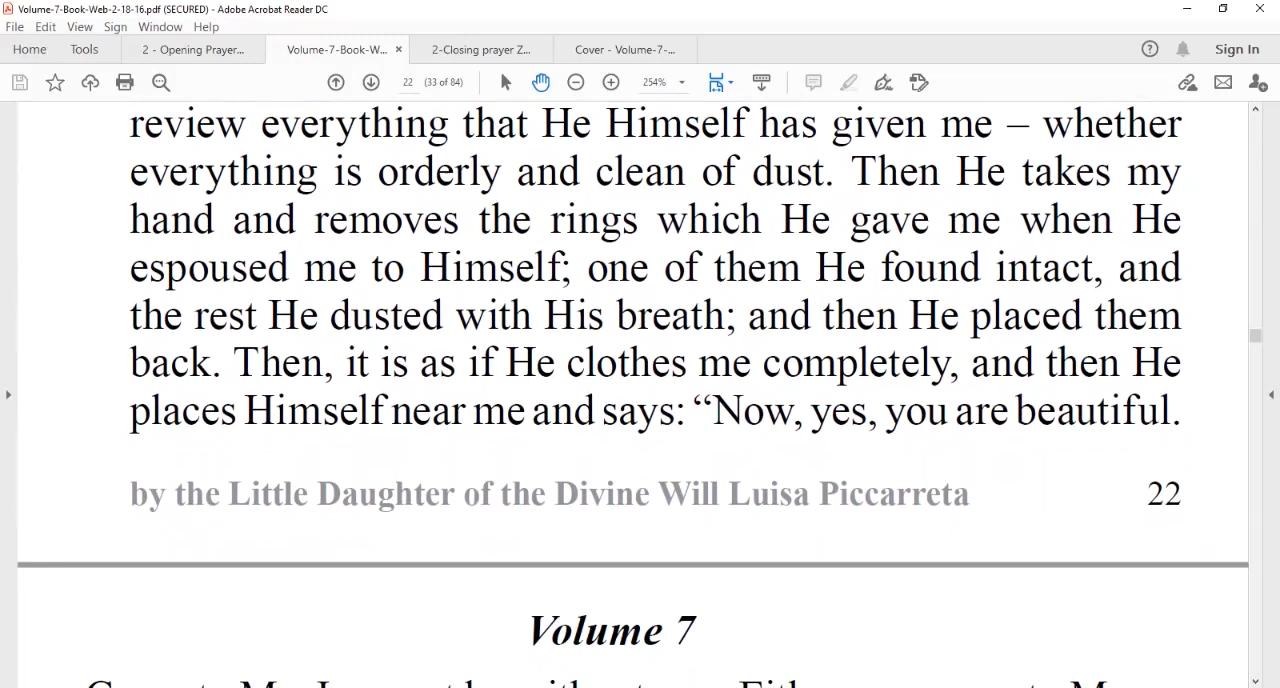 Volume-7-Book-Web-2-18-16.pdf (SECURED) - Adobe Acrobat Reader DC
File Edit View Sign Window Help
Home Tools 2 - Opening Prayer... Volume-7-Book-W... × 2-Closing prayer Z... Cover - Volume-7-... Sign In
22 (33 of 84) 254%
review everything that He Himself has given me – whether
everything is orderly and clean of dust. Then He takes my
hand and removes the rings which He gave me when He
espoused me to Himself; one of them He found intact, and
the rest He dusted with His breath; and then He placed them
back. Then, it is as if He clothes me completely, and then He
places Himself near me and says: “Now, yes, you are beautiful.
by the Little Daughter of the Divine Will Luisa Piccarreta 22
Volume 7